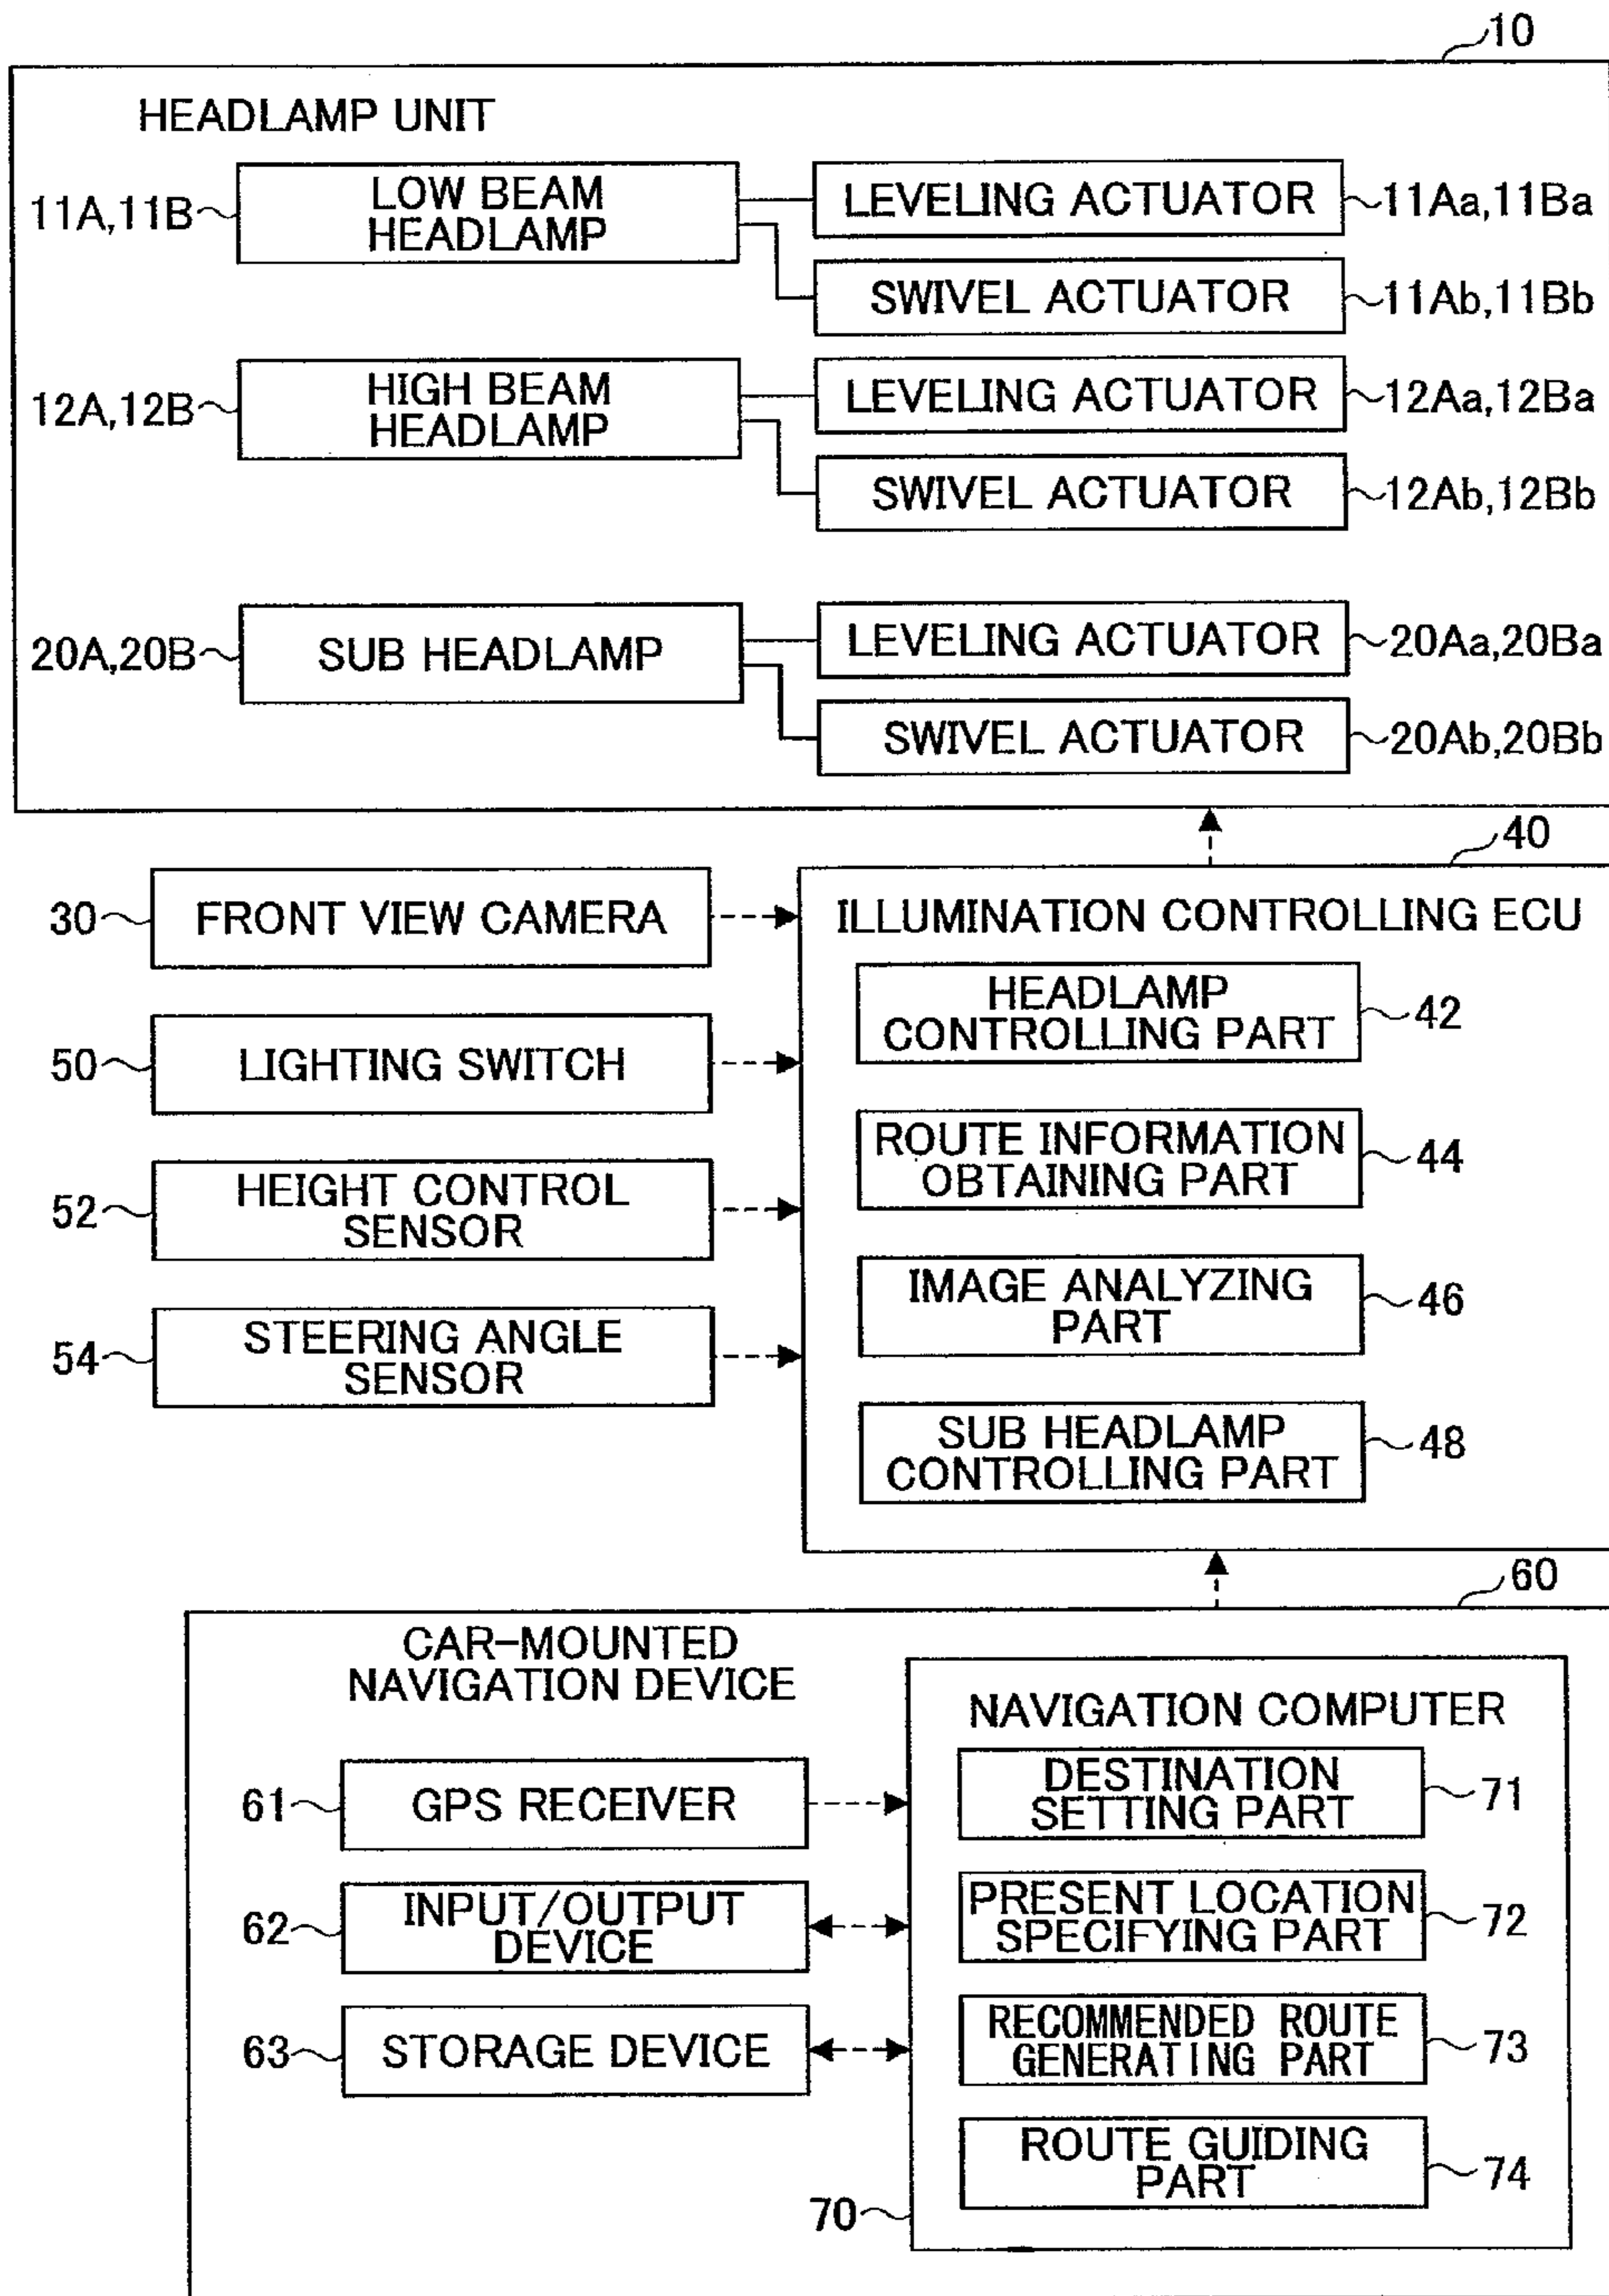 10
HEADLAMP UNIT
11A,11B
LOW BEAM
HEADLAMP
LEVELING ACTUATOR
11Aa,11Ba
SWIVEL ACTUATOR
11Ab,11Bb
12A,12B
HIGH BEAM
HEADLAMP
LEVELING ACTUATOR
12Aa,12Ba
SWIVEL ACTUATOR
12Ab,12Bb
20A,20B
SUB HEADLAMP
LEVELING ACTUATOR
20Aa,20Ba
SWIVEL ACTUATOR
20Ab,20Bb
30
FRONT VIEW CAMERA
50
LIGHTING SWITCH
52
HEIGHT CONTROL
SENSOR
54
STEERING ANGLE
SENSOR
40
ILLUMINATION CONTROLLING ECU
HEADLAMP
CONTROLLING PART
42
ROUTE INFORMATION
OBTAINING PART
44
IMAGE ANALYZING
PART
46
SUB HEADLAMP
CONTROLLING PART
48
60
CAR-MOUNTED
NAVIGATION DEVICE
61
GPS RECEIVER
62
INPUT/OUTPUT
DEVICE
63
STORAGE DEVICE
NAVIGATION COMPUTER
DESTINATION
SETTING PART
71
PRESENT LOCATION
SPECIFYING PART
72
RECOMMENDED ROUTE
GENERATING PART
73
ROUTE GUIDING
PART
74
70